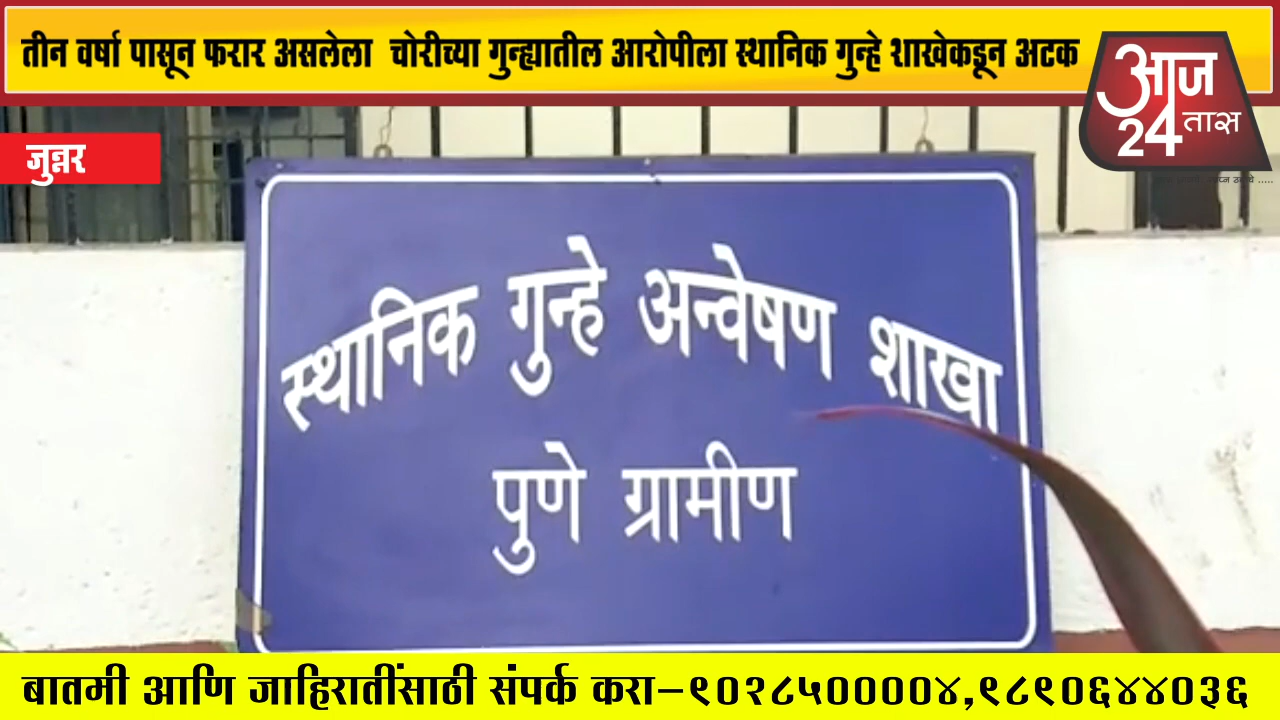 तीन वर्षा पासून फरार असलेला चोरीच्या गुन्ह्यातील आरोपीला स्थानिक गुन्हे शाखेकडून अटक
आज
24 तास
जुन्नर
स्थानिक गुन्हे अन्वेषण शाखा
पुणे ग्रामीण
बातमी आणि जाहिरातींसाठी संपर्क करा-९०२८५००००४,९८९०६४४०३६